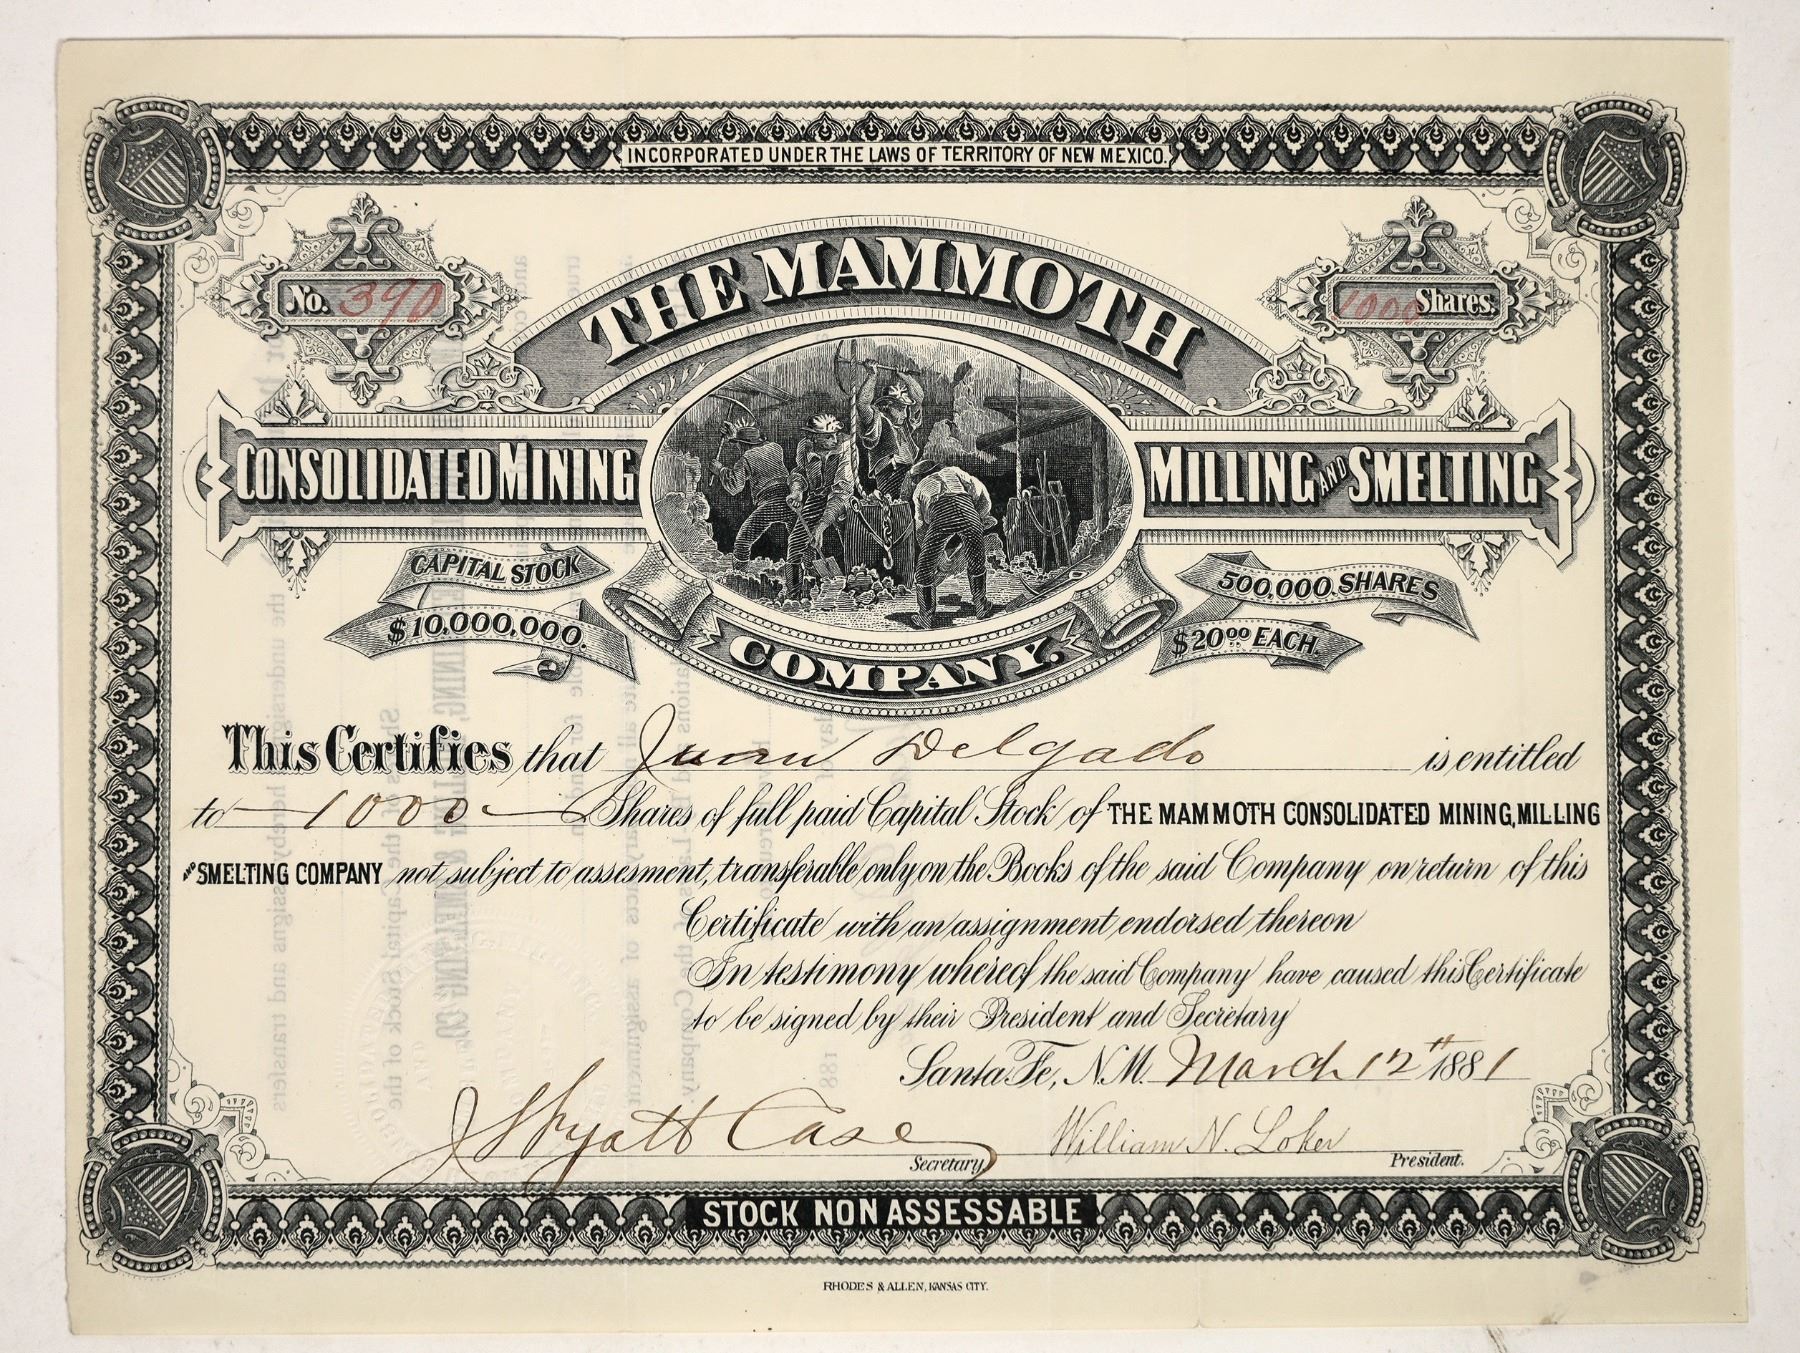 INCORPORATED UNDER THE LAWS OF TERRITORY OF NEW MEXICO.
No. 390
1000 Shares.
THE MAMMOTH
CONSOLIDATED MINING
MILLING AND SMELTING
COMPANY.
CAPITAL STOCK
$10,000,000.
500,000 SHARES
$20.00 EACH.
This Certifies that Juan Delgado is entitled
to 1000 Shares of full paid Capital Stock of THE MAMMOTH CONSOLIDATED MINING, MILLING
AND SMELTING COMPANY not subject to assesment, transferable only on the Books of the said Company on return of this
Certificate with an assignment endorsed thereon
In testimony whereof the said Company have caused this Certificate
to be signed by their President and Secretary
Santa Fe, N.M. March 12th 1881
Wyatt Case Secretary
William N. Loker President.
STOCK NON ASSESSABLE
RHODES & ALLEN, KANSAS CITY.